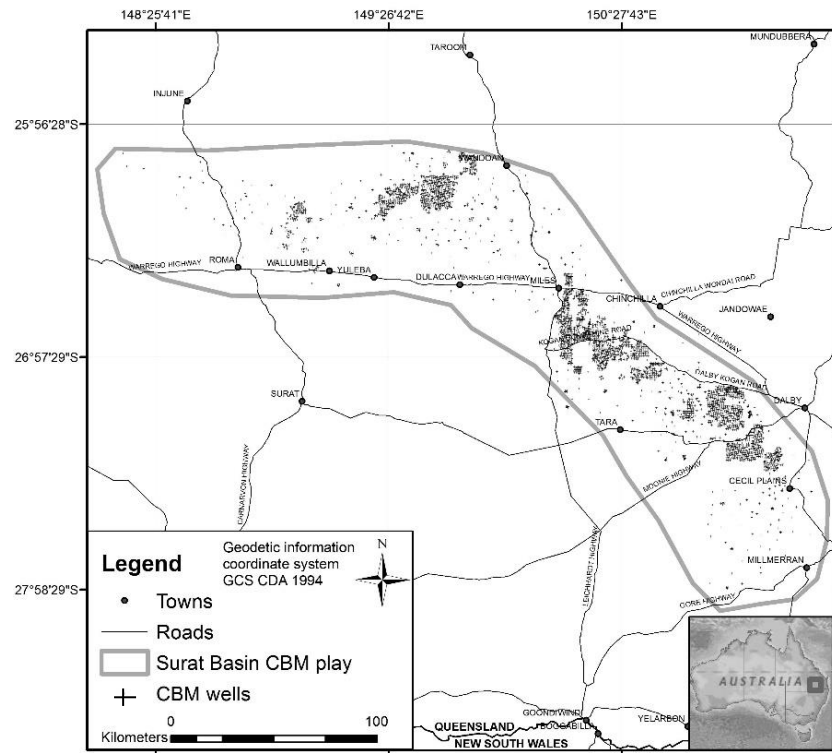 148°25'41"E
149°26'42"E
150°27'43"E
MUNDUBBERA
TAROOM
INJUNE
25°56'28"S
WANDOAN
ROMA
WALLUMBILLA
YULEBA
WARREGO HIGHWAY
DULACCA
WARREGO HIGHWAY
MILES
CHINCHILLA
CHINCHILLA WONDAI ROAD
JANDOWAE
WARREGO HIGHWAY
26°57'29"S
ROAD
DALBY KOGAN ROAD
SURAT
DALBY
TARA
MOONIE HIGHWAY
CECIL PLAINS
CARNARVON HIGHWAY
LEICHHARDT HIGHWAY
MILLMERRAN
27°58'29"S
GORE HIGHWAY
Legend
Geodetic information
coordinate system
GCS CDA 1994
N
Towns
Roads
Surat Basin CBM play
CBM wells
Kilometers
0
100
AUSTRALIA
GOONDIWINDI
BOGGABILLA
YELARBON
QUEENSLAND
NEW SOUTH WALES